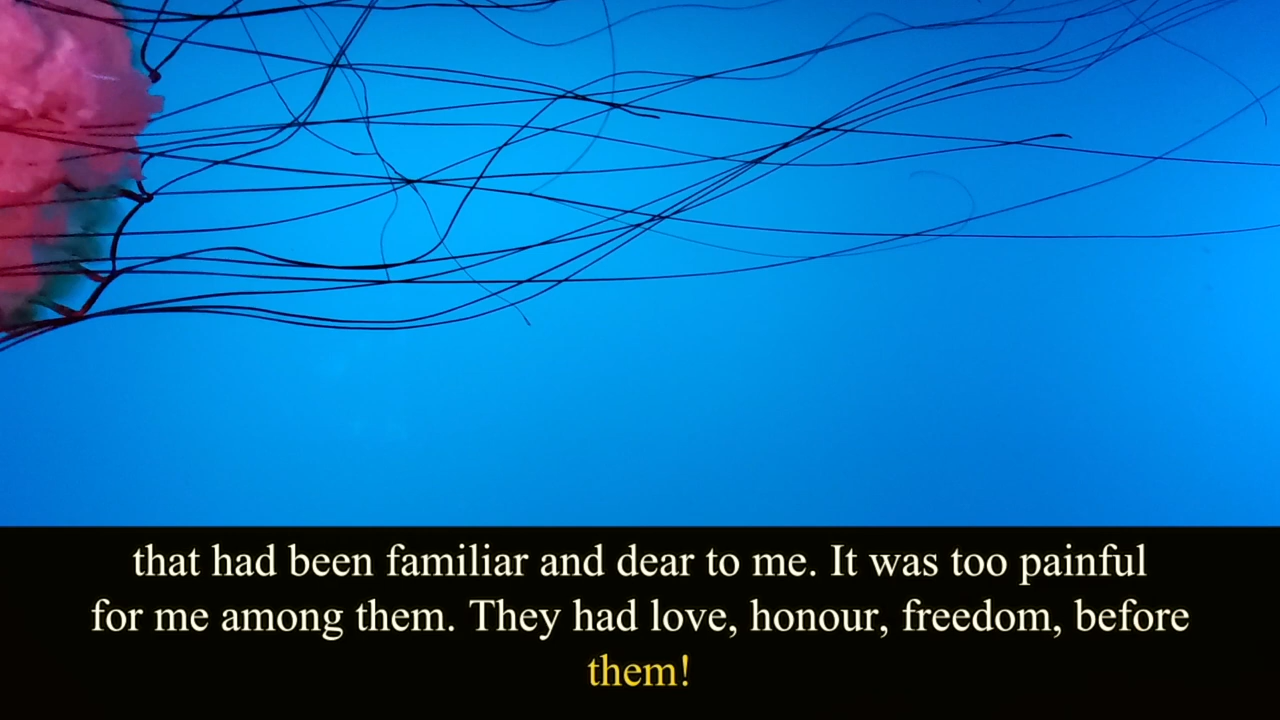 that had been familiar and dear to me. It was too painful
for me among them. They had love, honour, freedom, before
them!